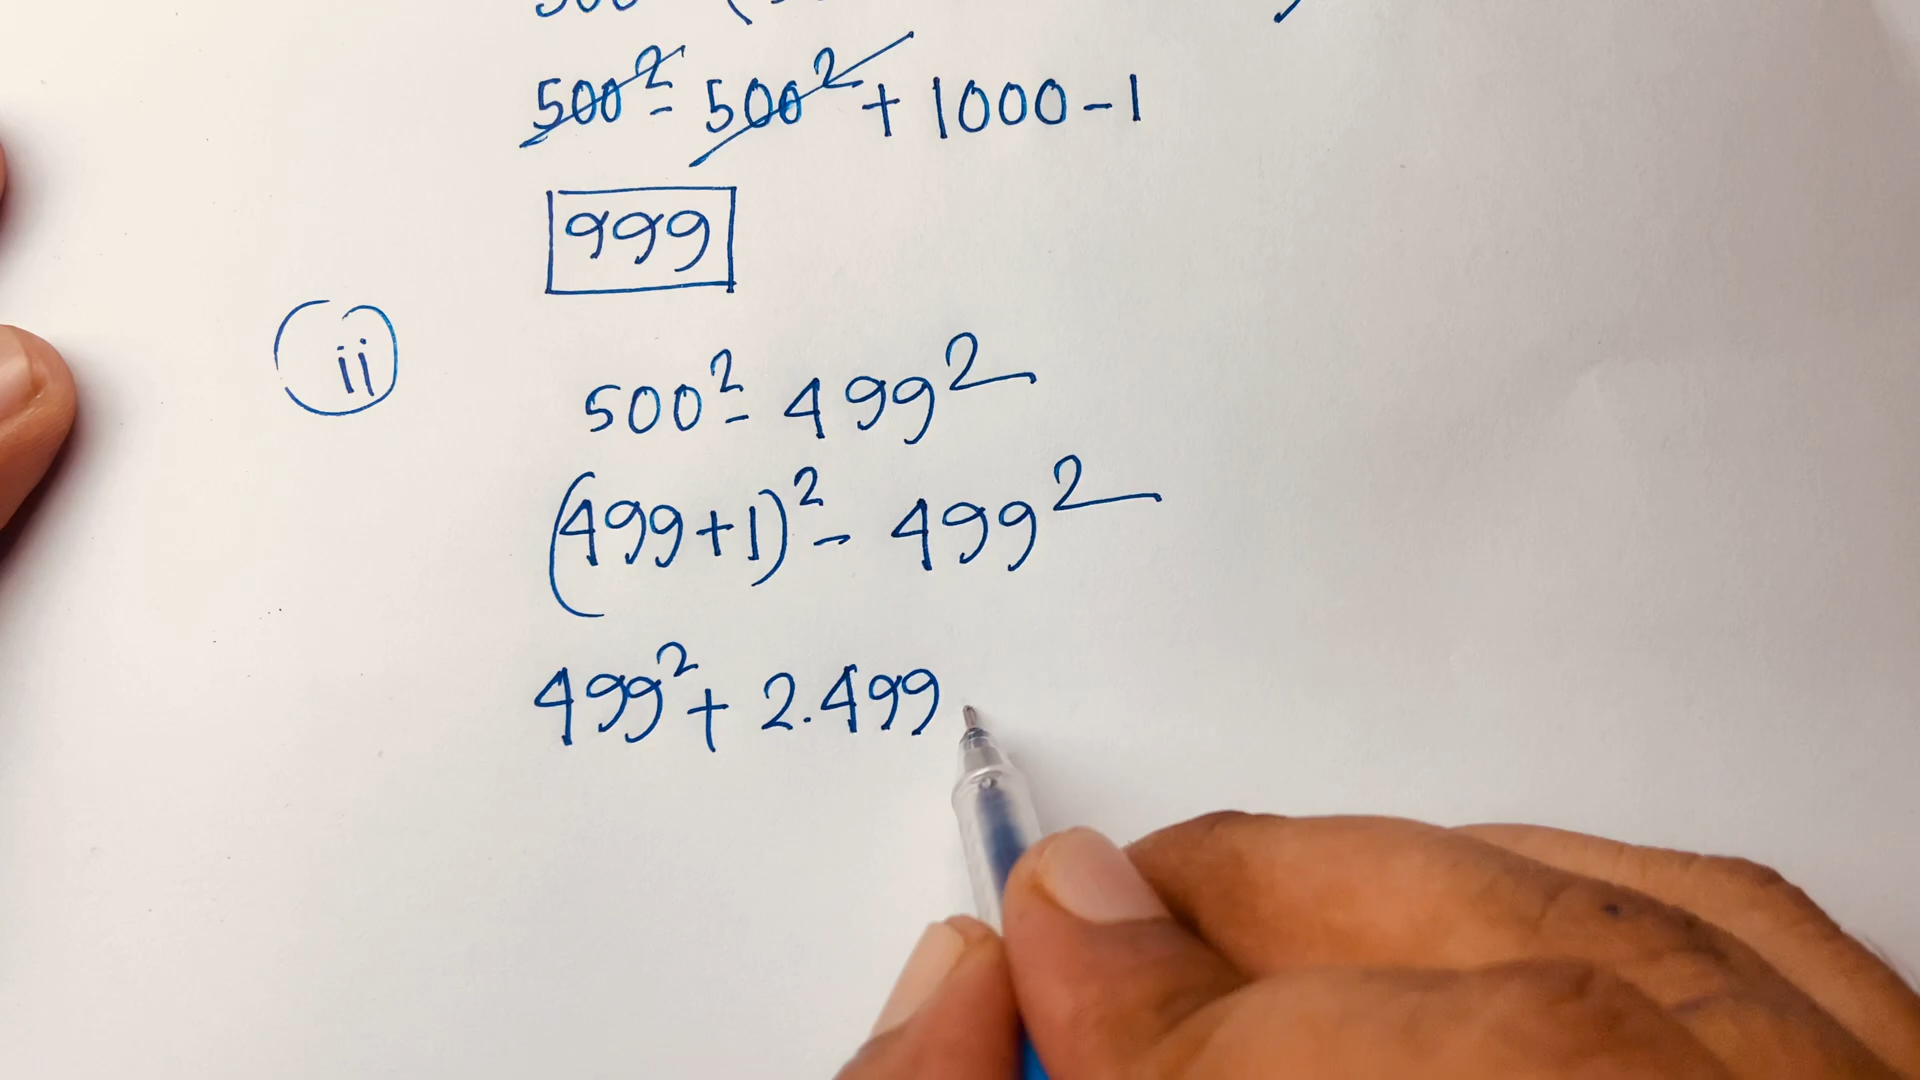 500² - 500² + 1000 - 1
999
ii
500² - 499²
(499+1)² - 499²
499² + 2.499